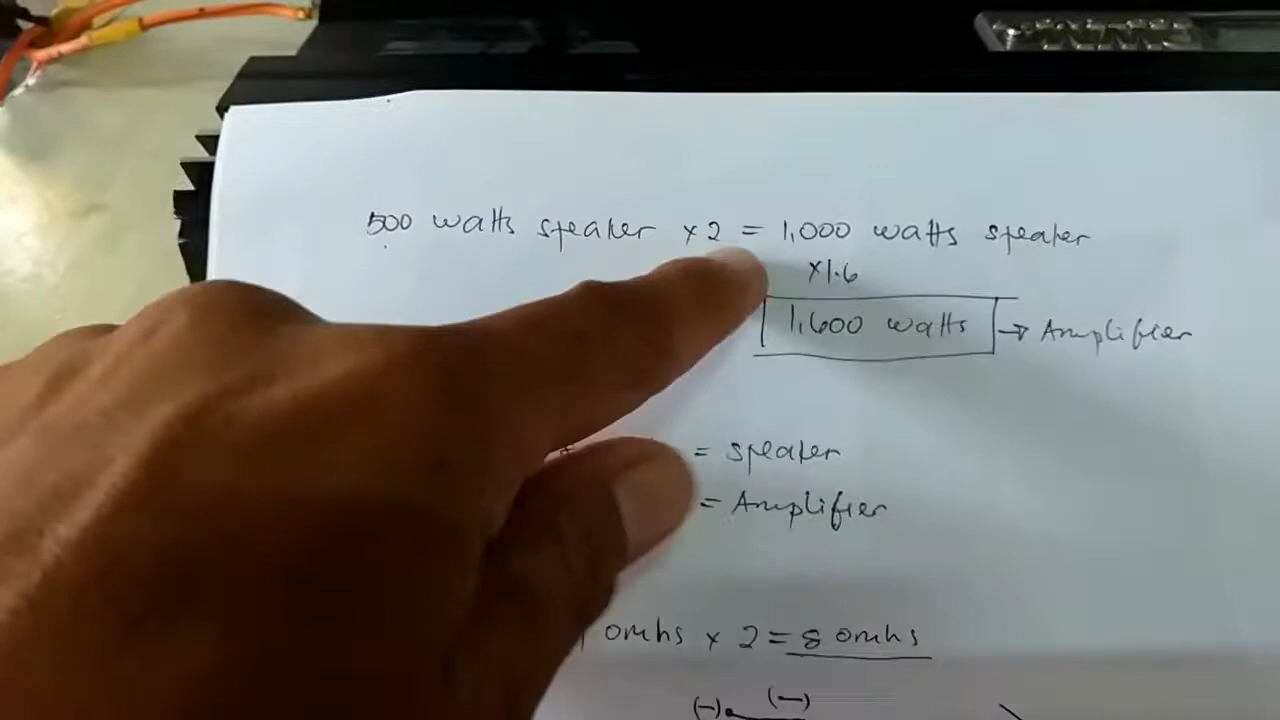 500 watts speaker x 2 = 1,000 watts speaker
x1.6
1,600 watts → Amplifier
= speaker
= Amplifier
omhs x 2 = 8 omhs
(-) (-)